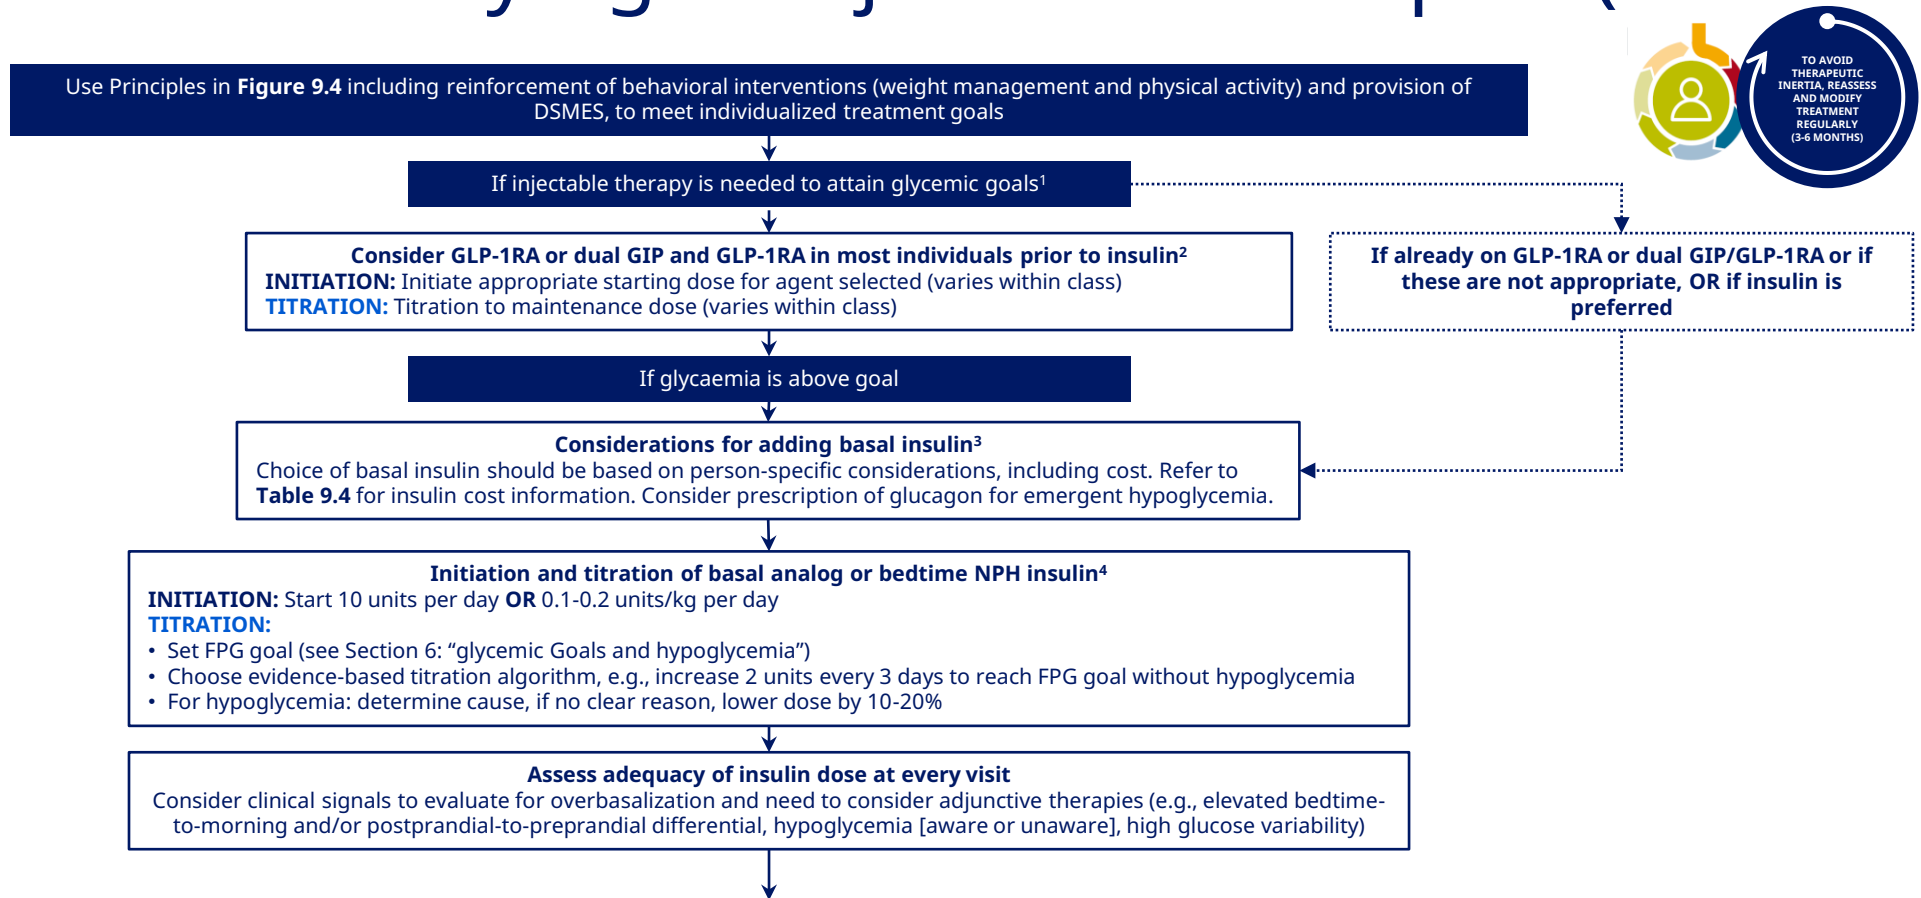 TO AVOID
THERAPEUTIC
INERTIA, REASSESS
AND MODIFY
TREATMENT
REGULARLY
(3-6 MONTHS)
Use Principles in Figure 9.4 including reinforcement of behavioral interventions (weight management and physical activity) and provision of
DSMES, to meet individualized treatment goals
If injectable therapy is needed to attain glycemic goals¹
Consider GLP-1RA or dual GIP and GLP-1RA in most individuals prior to insulin²
INITIATION: Initiate appropriate starting dose for agent selected (varies within class)
TITRATION: Titration to maintenance dose (varies within class)
If already on GLP-1RA or dual GIP/GLP-1RA or if
these are not appropriate, OR if insulin is
preferred
If glycaemia is above goal
Considerations for adding basal insulin³
Choice of basal insulin should be based on person-specific considerations, including cost. Refer to
Table 9.4 for insulin cost information. Consider prescription of glucagon for emergent hypoglycemia.
Initiation and titration of basal analog or bedtime NPH insulin⁴
INITIATION: Start 10 units per day OR 0.1-0.2 units/kg per day
TITRATION:
• Set FPG goal (see Section 6: “glycemic Goals and hypoglycemia”)
• Choose evidence-based titration algorithm, e.g., increase 2 units every 3 days to reach FPG goal without hypoglycemia
• For hypoglycemia: determine cause, if no clear reason, lower dose by 10-20%
Assess adequacy of insulin dose at every visit
Consider clinical signals to evaluate for overbasalization and need to consider adjunctive therapies (e.g., elevated bedtime-
to-morning and/or postprandial-to-preprandial differential, hypoglycemia [aware or unaware], high glucose variability)